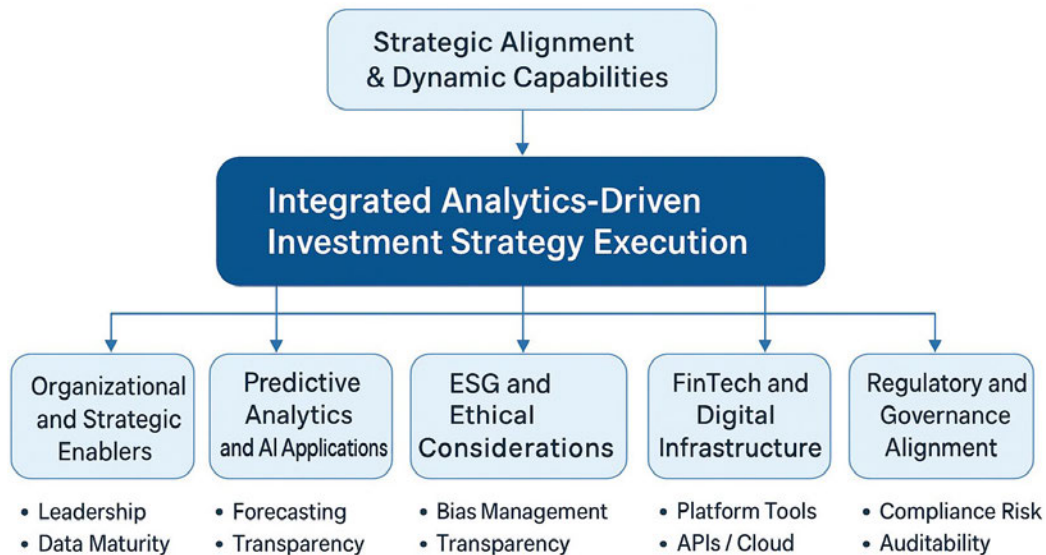 Strategic Alignment
& Dynamic Capabilities
Integrated Analytics-Driven
Investment Strategy Execution
Organizational
and Strategic
Enablers
Predictive
Analytics
and AI Applications
ESG and
Ethical
Considerations
FinTech and
Digital
Infrastructure
Regulatory and
Governance
Alignment
• Leadership
• Data Maturity
• Forecasting
• Transparency
• Bias Management
• Transparency
• Platform Tools
• APIs / Cloud
• Compliance Risk
• Auditability